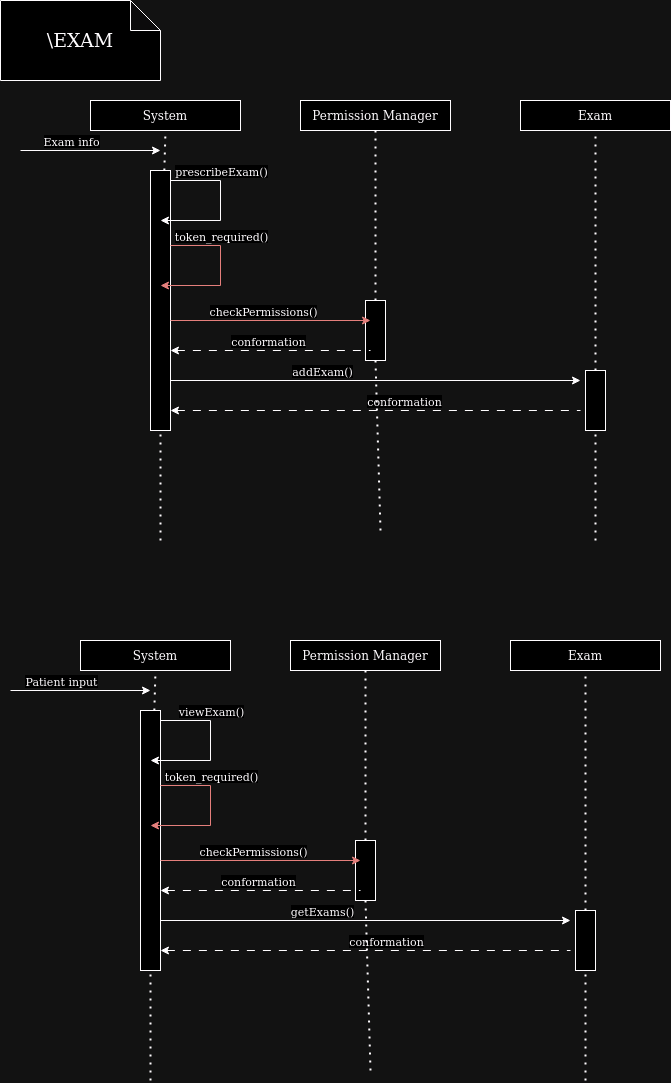 \EXAM
System
Permission Manager
Exam
Exam info
prescribeExam()
token_required()
checkPermissions()
conformation
addExam()
conformation
System
Permission Manager
Exam
Patient input
viewExam()
token_required()
checkPermissions()
conformation
getExams()
conformation